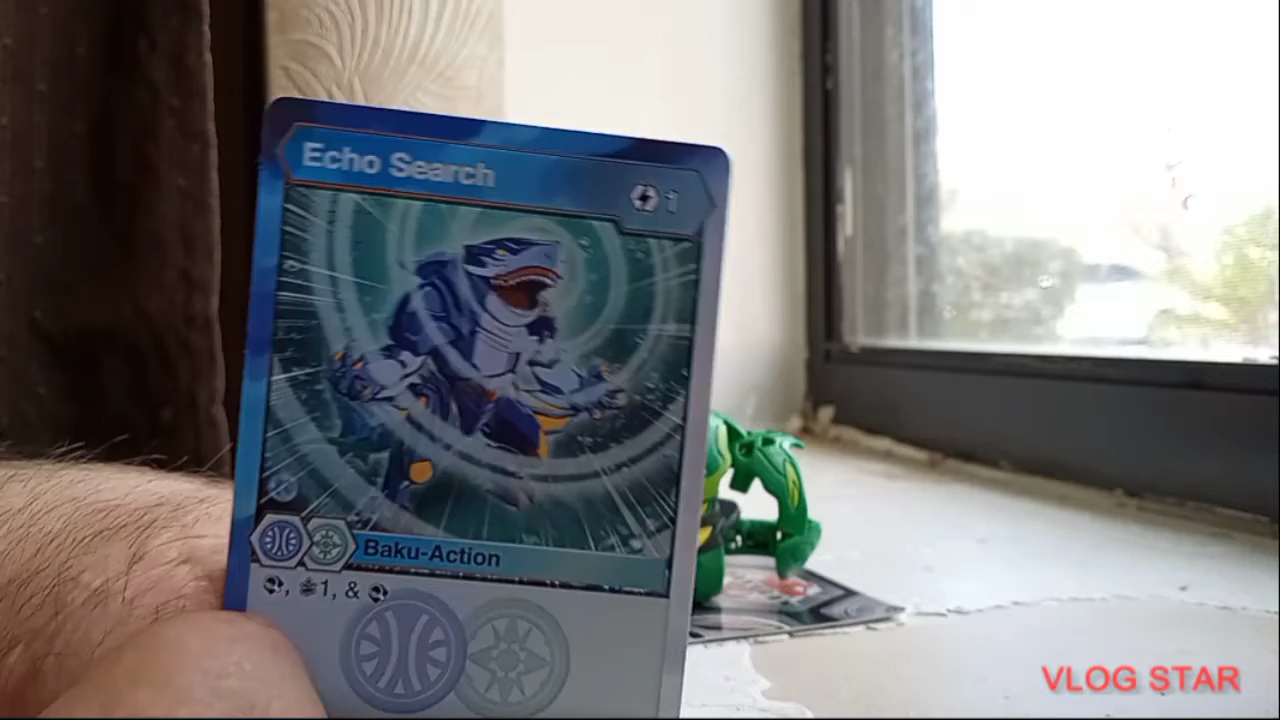 Echo Search
1
Baku-Action
, 1, &
VLOG STAR